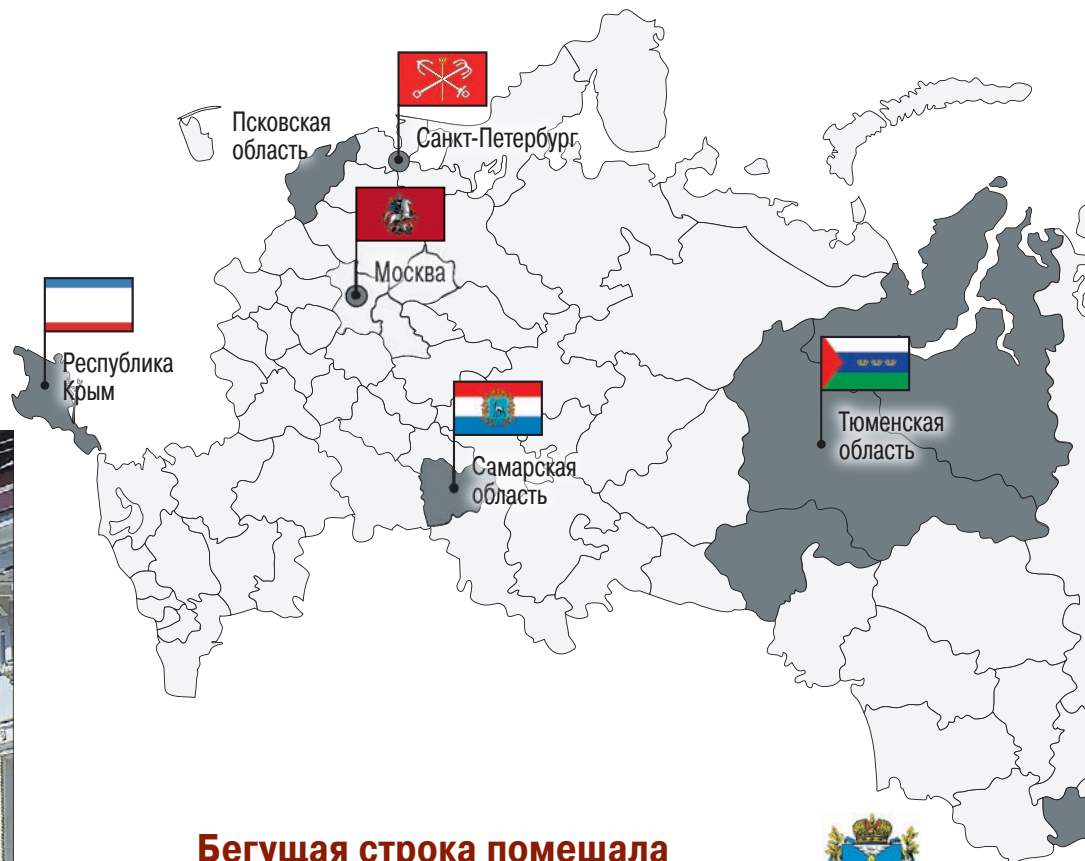 Псковская
область
Санкт-Петербург
Москва
Республика
Крым
Самарская
область
Тюменская
область
Бегущая строка помешала